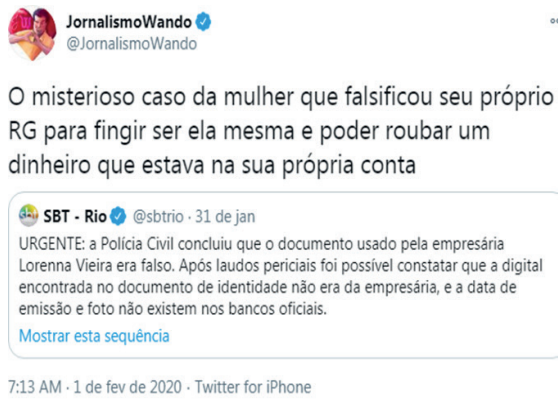 JornalismoWando
@JornalismoWando
O misterioso caso da mulher que falsificou seu próprio
RG para fingir ser ela mesma e poder roubar um
dinheiro que estava na sua própria conta
SBT - Rio @sbtrio · 31 de jan
URGENTE: a Polícia Civil concluiu que o documento usado pela empresária
Lorenna Vieira era falso. Após laudos periciais foi possível constatar que a digital
encontrada no documento de identidade não era da empresária, e a data de
emissão e foto não existem nos bancos oficiais.
Mostrar esta sequência
7:13 AM · 1 de fev de 2020 · Twitter for iPhone